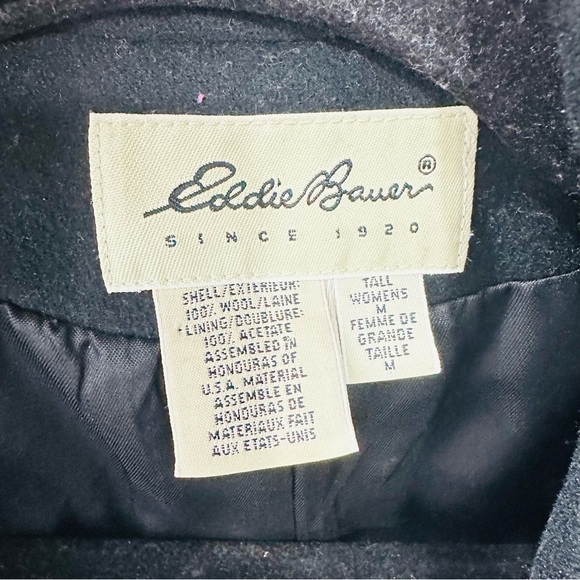 Eddie Bauer®
SINCE 1920
SHELL/EXTERIEUR:
100% WOOL/LAINE
LINING/DOUBLURE:
100% ACETATE
ASSEMBLED IN
HONDURAS OF
U.S.A. MATERIAL
ASSEMBLE EN
HONDURAS DE
MATERIAUX FAIT
AUX ETATS-UNIS
TALL
WOMENS
M
FEMME DE
GRANDE
TAILLE
M